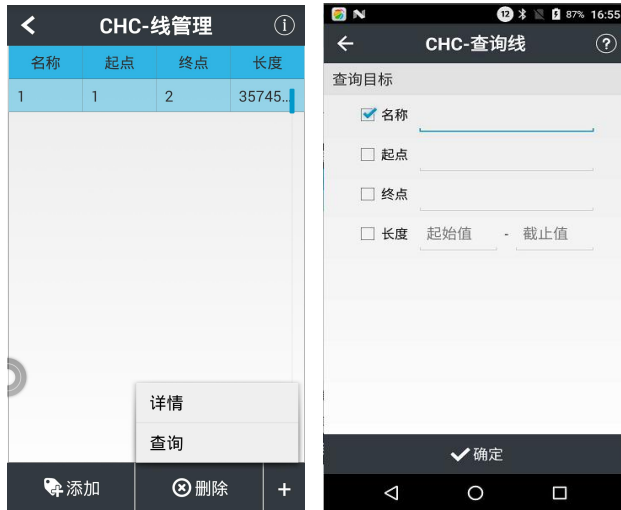 CHC-线管理
名称 起点 终点 长度
1 1 2 35745...
详情
查询
添加 删除 +
12 87% 16:55
CHC-查询线 ?
查询目标
名称
起点
终点
长度 起始值 - 截止值
确定